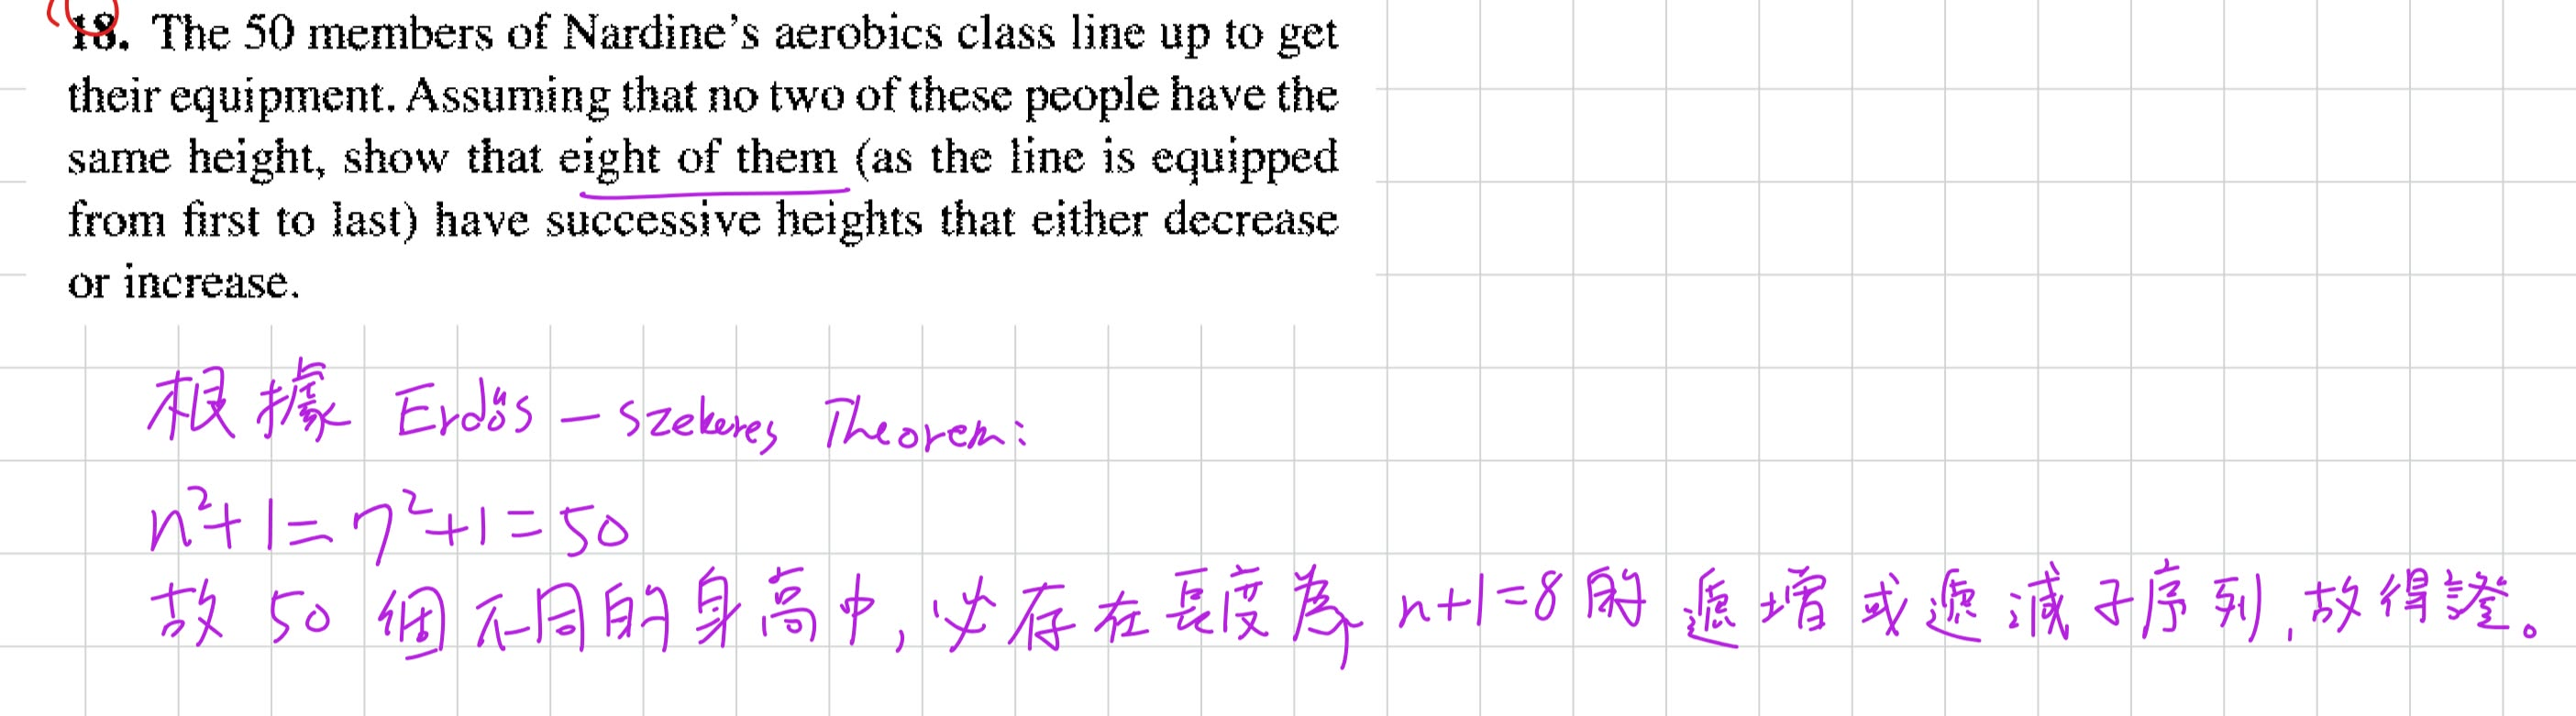 18. The 50 members of Nardine's aerobics class line up to get
their equipment. Assuming that no two of these people have the
same height, show that eight of them (as the line is equipped
from first to last) have successive heights that either decrease
or increase.
根據 Erdős – Szekeres Theorem:
n²+1=7²+1=50
故 50 個不同的身高中,必存在長度為 n+1=8 的遞增或遞減子序列,故得證。